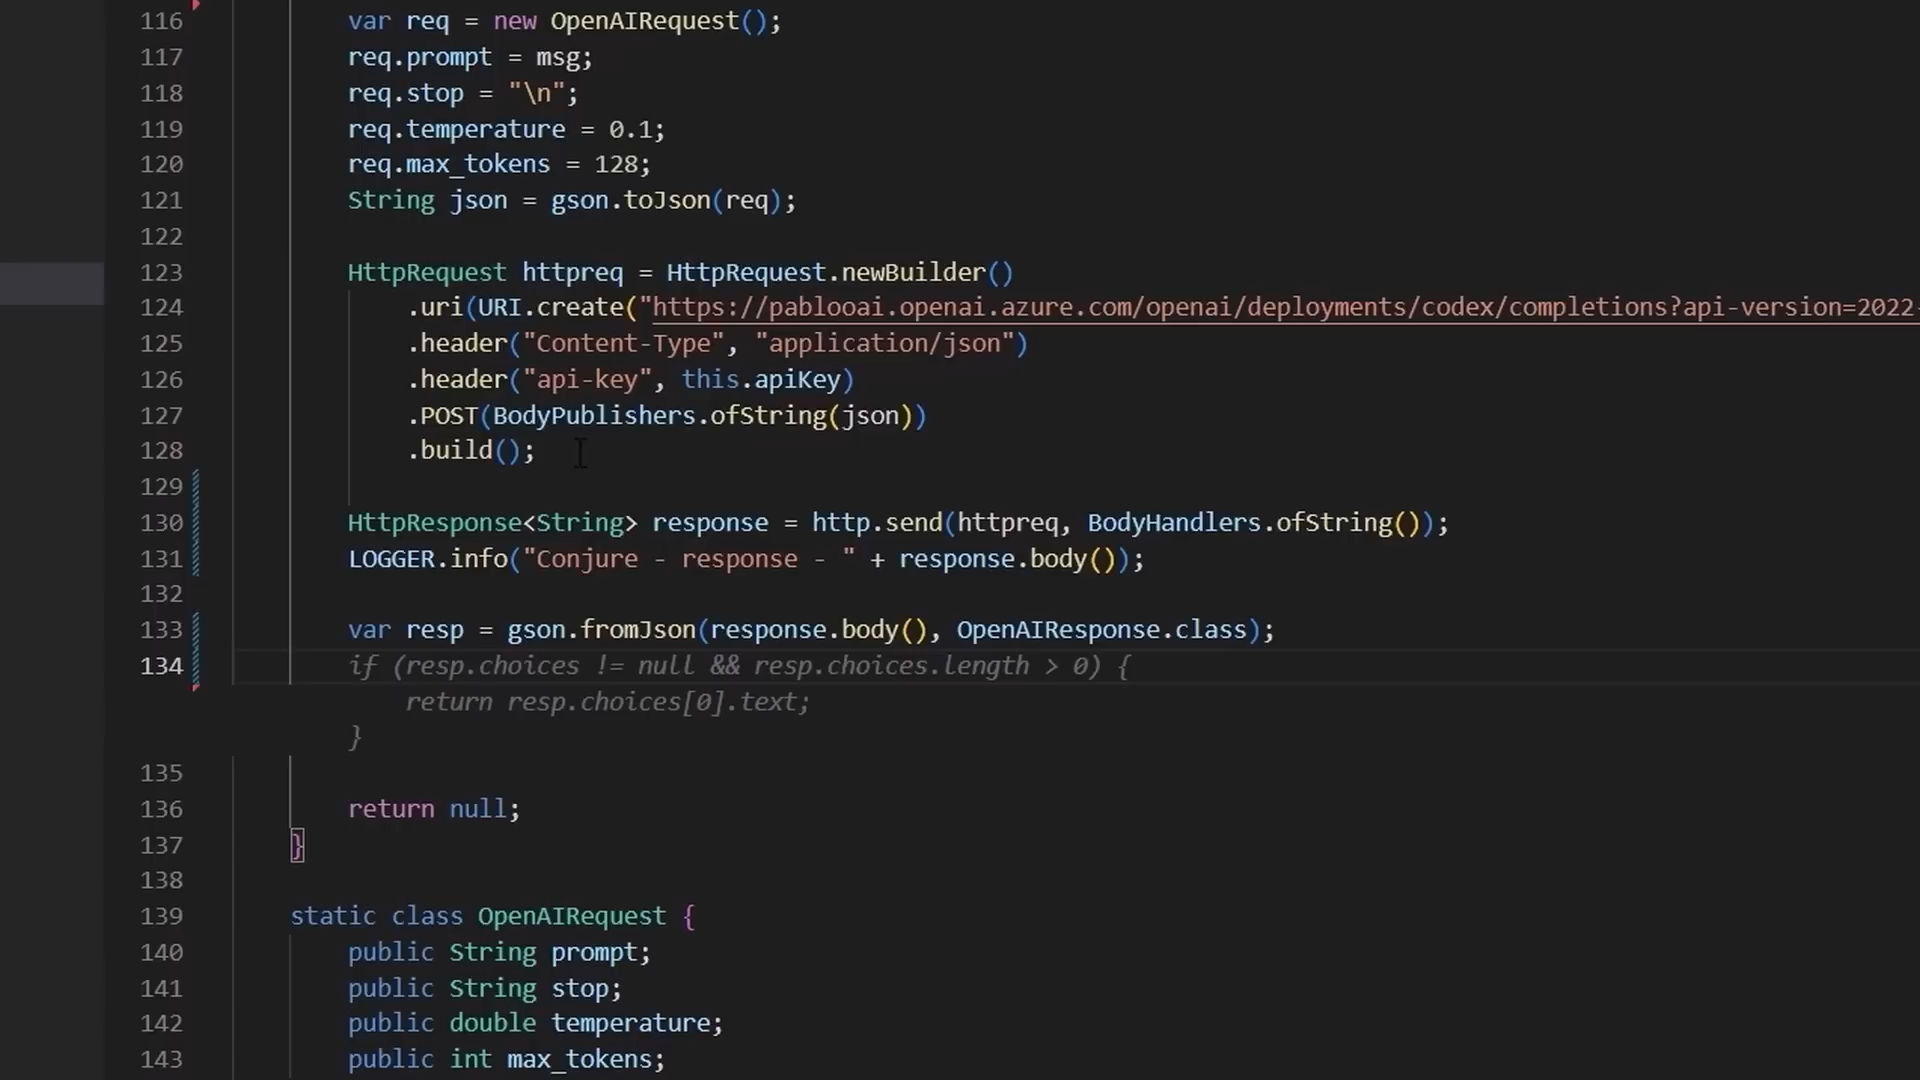 116 var req = new OpenAIRequest();
117 req.prompt = msg;
118 req.stop = "\n";
119 req.temperature = 0.1;
120 req.max_tokens = 128;
121 String json = gson.toJson(req);
122
123 HttpRequest httpreq = HttpRequest.newBuilder()
124 .uri(URI.create("https://pablooai.openai.azure.com/openai/deployments/codex/completions?api-version=2022-
125 .header("Content-Type", "application/json")
126 .header("api-key", this.apiKey)
127 .POST(BodyPublishers.ofString(json))
128 .build();
129
130 HttpResponse<String> response = http.send(httpreq, BodyHandlers.ofString());
131 LOGGER.info("Conjure - response - " + response.body());
132
133 var resp = gson.fromJson(response.body(), OpenAIResponse.class);
134 if (resp.choices != null && resp.choices.length > 0) {
return resp.choices[0].text;
}
135
136 return null;
137 }
138
139 static class OpenAIRequest {
140 public String prompt;
141 public String stop;
142 public double temperature;
143 public int max_tokens;